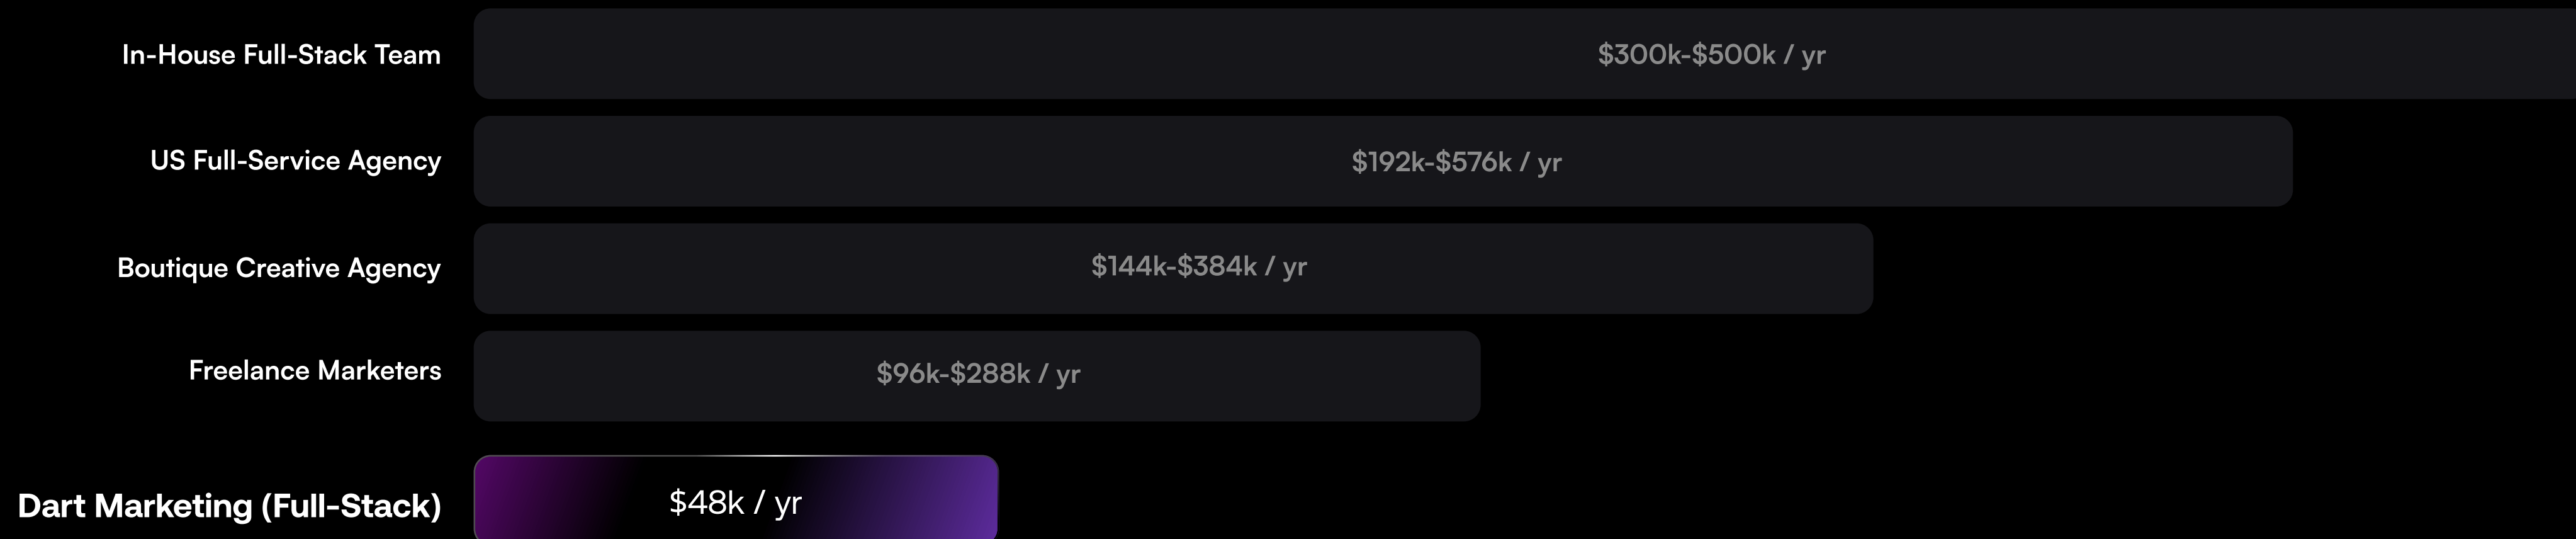 In-House Full-Stack Team $300k-$500k / yr
US Full-Service Agency $192k-$576k / yr
Boutique Creative Agency $144k-$384k / yr
Freelance Marketers $96k-$288k / yr
Dart Marketing (Full-Stack) $48k / yr